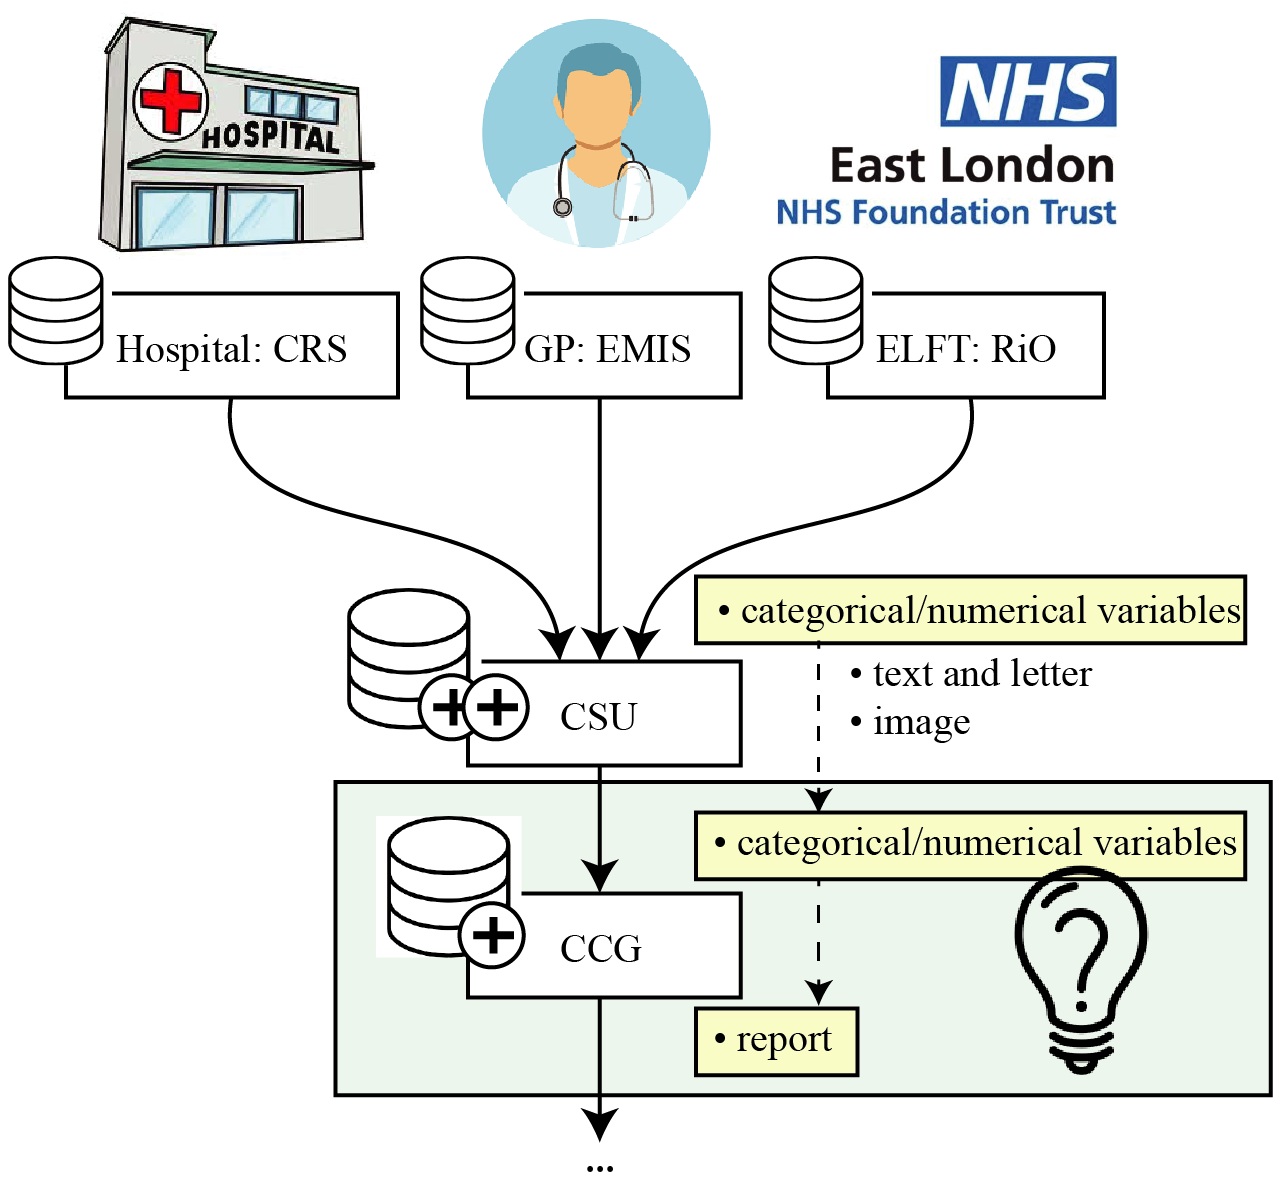 HOSPITAL
NHS
East London
NHS Foundation Trust
Hospital: CRS
GP: EMIS
ELFT: RiO
• categorical/numerical variables
• text and letter
• image
CSU
• categorical/numerical variables
CCG
• report
...